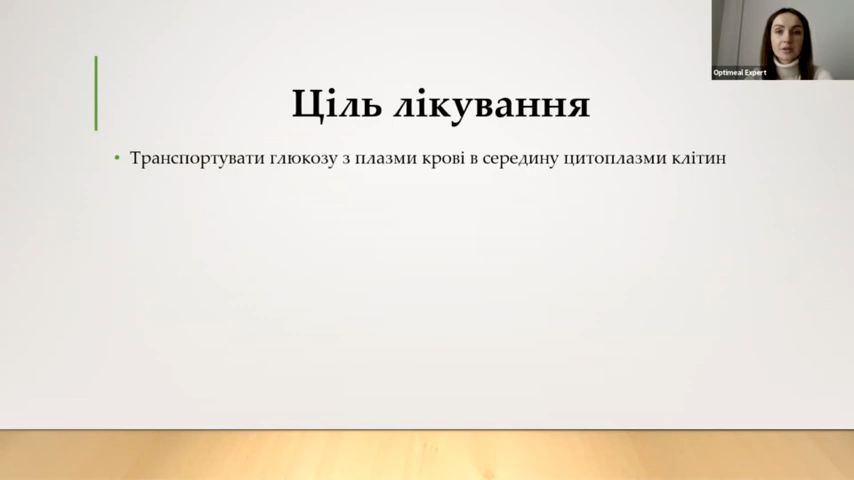 Optimeal Expert
Ціль лікування
• Транспортувати глюкозу з плазми крові в середину цитоплазми клітин